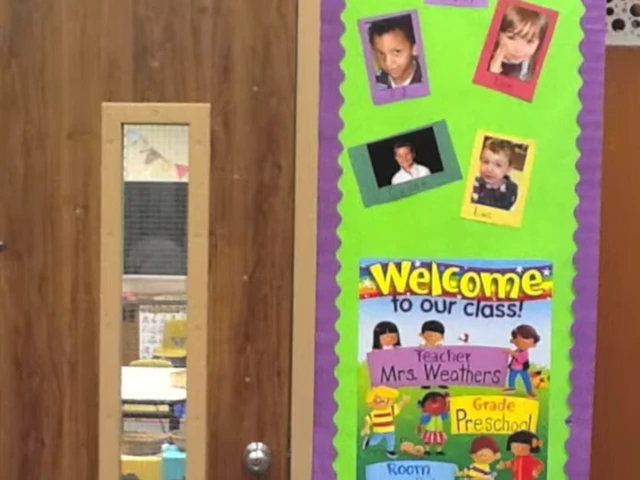 Welcome
to our class!
Teacher
Mrs. Weathers
Grade
Preschool
Room